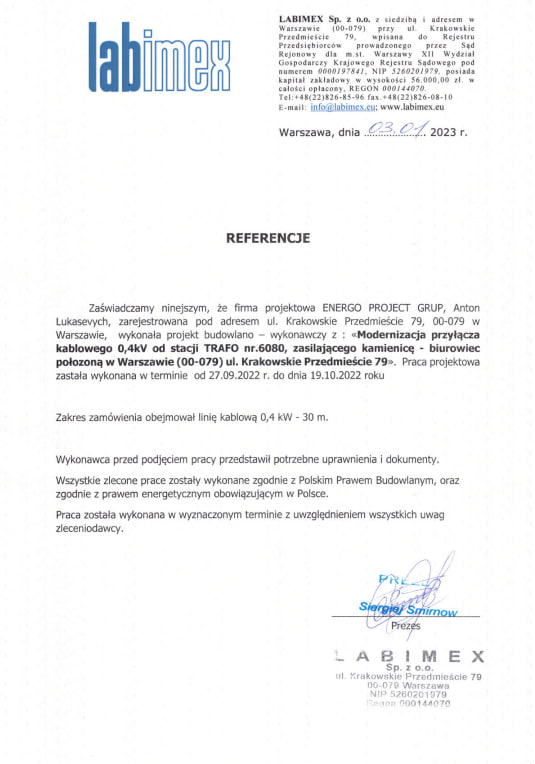 labimex
LABIMEX Sp. z o.o. z siedzibą i adresem w
Warszawie (00-079) przy ul. Krakowskie
Przedmieście 79, wpisana do Rejestru
Przedsiębiorców prowadzonego przez Sąd
Rejonowy dla m.st. Warszawy XII Wydział
Gospodarczy Krajowego Rejestru Sądowego pod
numerem 0000197841, NIP 5260201979, posiada
kapitał zakładowy w wysokości 56.000,00 zł. w
całości opłacony, REGON 000144070.
Tel:+48(22)826-85-96 fax.+48(22)826-08-10
E-mail: info@labimex.eu; www.labimex.eu
Warszawa, dnia 03.01. 2023 r.
REFERENCJE
Zaświadczamy niniejszym, że firma projektowa ENERGO PROJECT GRUP, Anton
Lukasevych, zarejestrowana pod adresem ul. Krakowskie Przedmieście 79, 00-079 w
Warszawie, wykonała projekt budowlano – wykonawczy z : «Modernizacja przyłącza
kablowego 0,4kV od stacji TRAFO nr.6080, zasilającego kamienicę - biurowiec
połozoną w Warszawie (00-079) ul. Krakowskie Przedmieście 79». Praca projektowa
została wykonana w terminie od 27.09.2022 r. do dnia 19.10.2022 roku
Zakres zamówienia obejmował linię kablową 0,4 kW - 30 m.
Wykonawca przed podjęciem pracy przedstawił potrzebne uprawnienia i dokumenty.
Wszystkie zlecone prace zostały wykonane zgodnie z Polskim Prawem Budowlanym, oraz
zgodnie z prawem energetycznym obowiązującym w Polsce.
Praca została wykonana w wyznaczonym terminie z uwzględnieniem wszystkich uwag
zleceniodawcy.
Siergiej Smirnow
Prezes
LABIMEX
Sp. z o.o.
ul. Krakowskie Przedmieście 79
00-079 Warszawa
NIP 5260201979
Regon 000144070